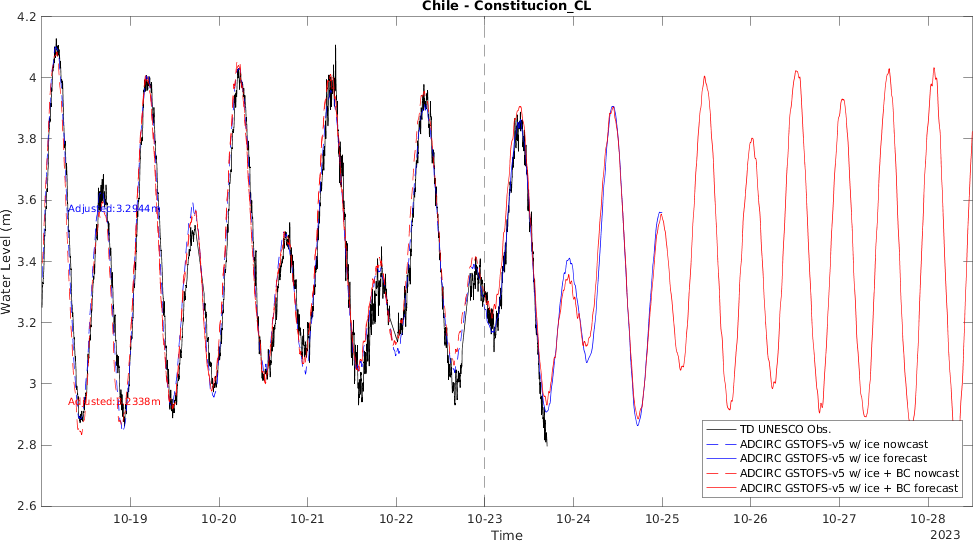 Chile - Constitucion_CL
4.2
4
3.8
3.6
3.4
3.2
3
2.8
2.6
Water Level (m)
Adjusted:3.2944m
Adjusted:3.2338m
TD UNESCO Obs.
ADCIRC GSTOFS-v5 w/ ice nowcast
ADCIRC GSTOFS-v5 w/ ice forecast
ADCIRC GSTOFS-v5 w/ ice + BC nowcast
ADCIRC GSTOFS-v5 w/ ice + BC forecast
10-19 10-20 10-21 10-22 10-23 10-24 10-25 10-26 10-27 10-28
Time
2023